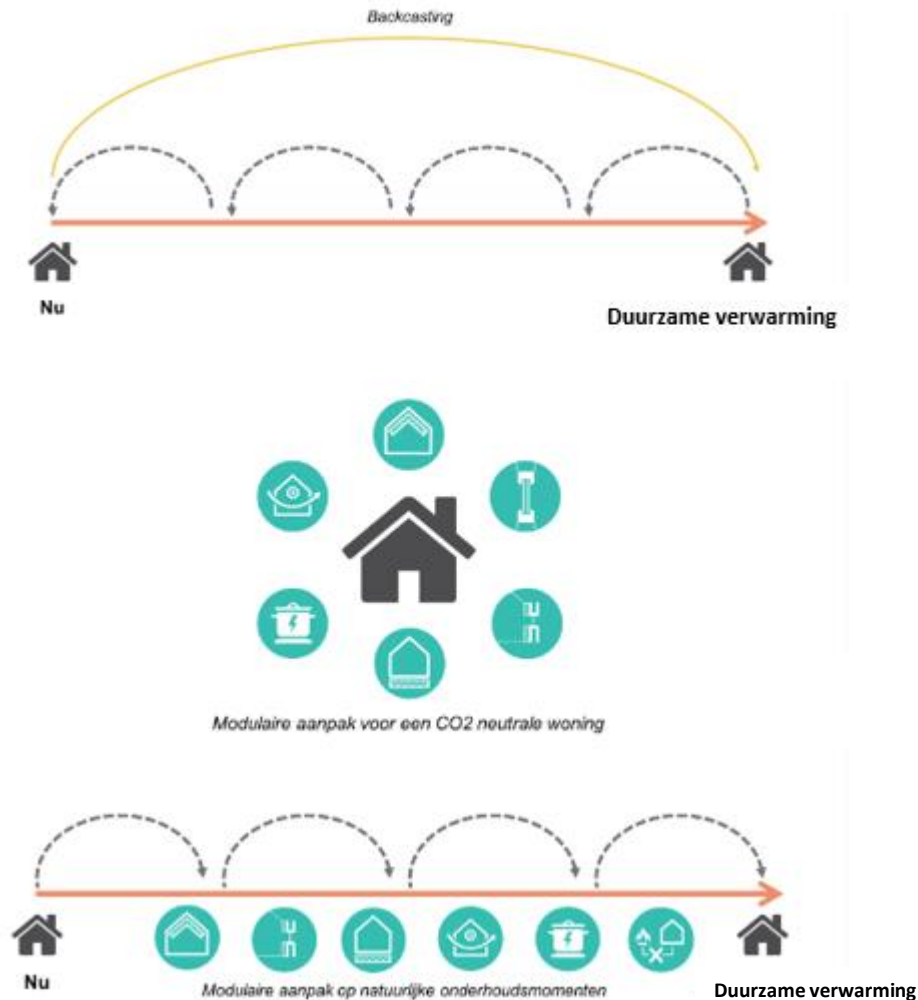 Backcasting
Nu
Duurzame verwarming
Modulaire aanpak voor een CO2 neutrale woning
Nu
Modulaire aanpak op natuurlijke onderhoudsmomenten
Duurzame verwarming